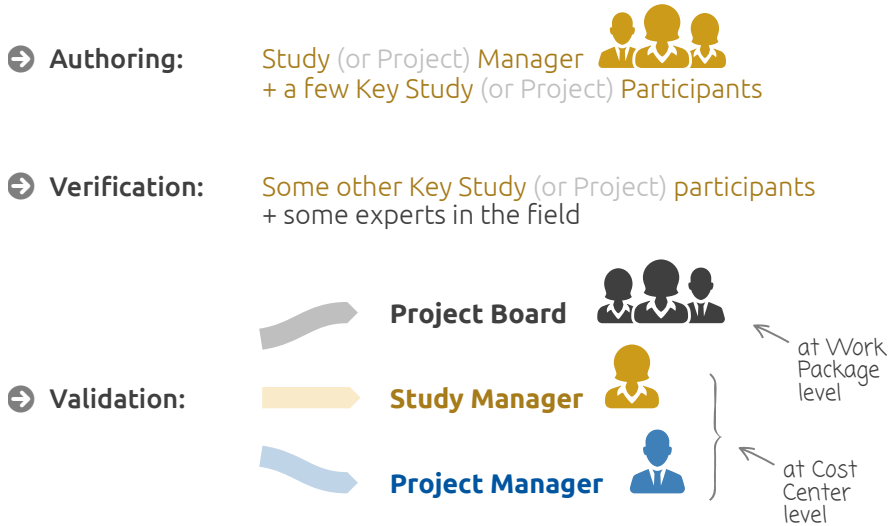 Authoring: Study (or Project) Manager
+ a few Key Study (or Project) Participants
Verification: Some other Key Study (or Project) participants
+ some experts in the field
Project Board
at Work
Package
level
Validation: Study Manager
Project Manager
at Cost
Center
level